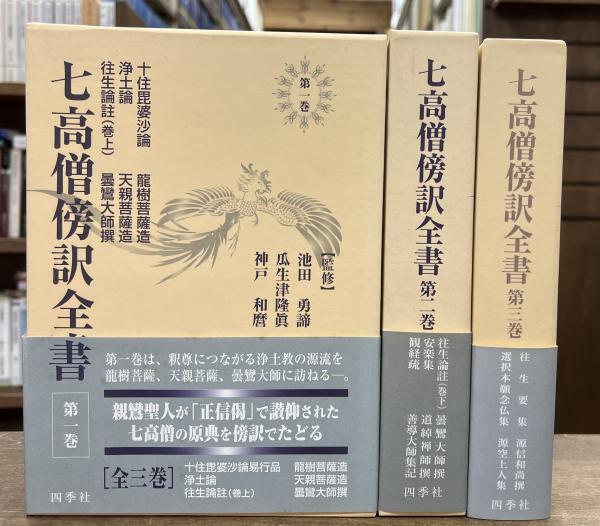 十住毘婆沙論 龍樹菩薩造
浄土論 天親菩薩造
往生論註(巻上) 曇鸞大師撰
七高僧傍訳全書
第一巻
【監修】
池田 勇諦
瓜生津隆眞
神戸 和麿
第一巻は、釈尊につながる浄土教の源流を
龍樹菩薩、天親菩薩、曇鸞大師に訪ねる―。
第一巻
親鸞聖人が「正信偈」で讃仰された
七高僧の原典を傍訳でたどる
[全三巻]
十住毘婆沙論易行品 龍樹菩薩造
浄土論 天親菩薩造
往生論註(巻上) 曇鸞大師撰
四季社
七高僧傍訳全書 第二巻
往生論註(巻下) 曇鸞大師撰
安楽集 道綽禅師撰
観経疏 善導大師集記
四季社
七高僧傍訳全書 第三巻
往生要集 源信和尚撰
選択本願念仏集 源空上人集
四季社